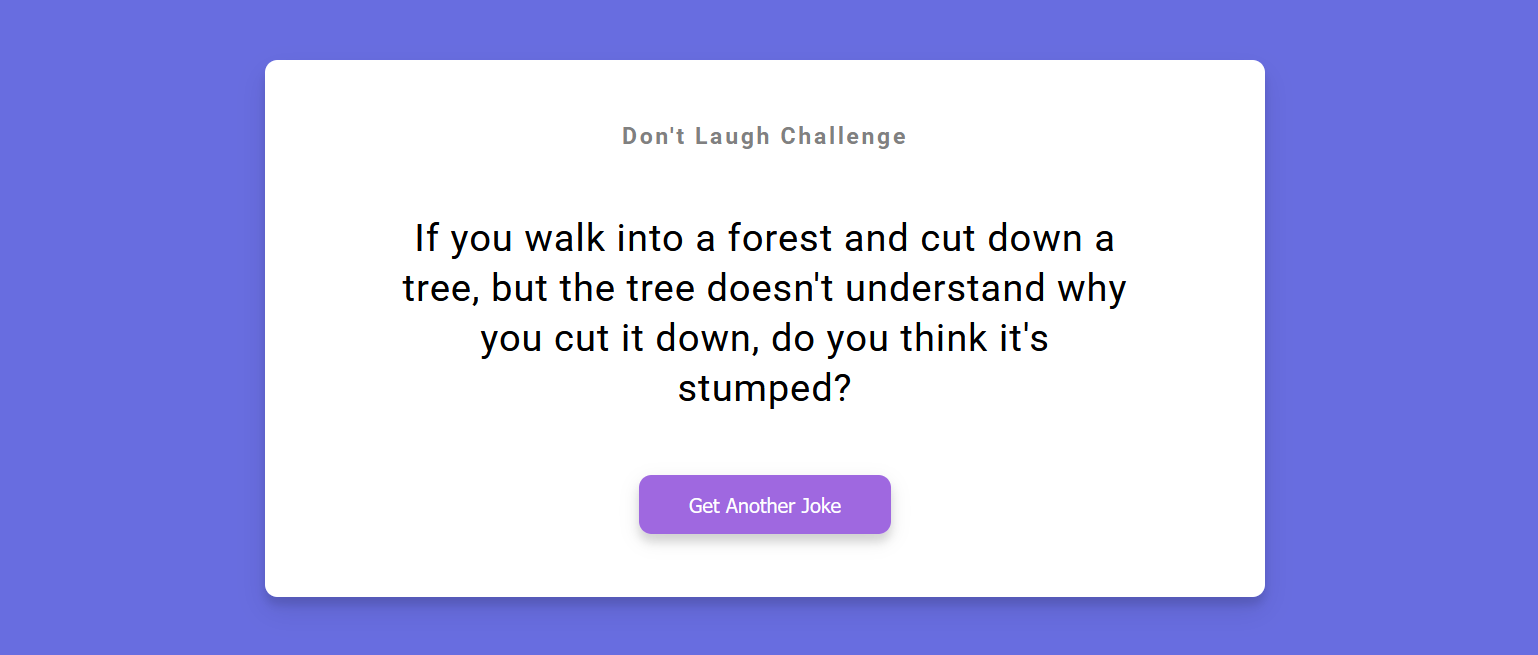 Don't Laugh Challenge
If you walk into a forest and cut down a
tree, but the tree doesn't understand why
you cut it down, do you think it's
stumped?
Get Another Joke